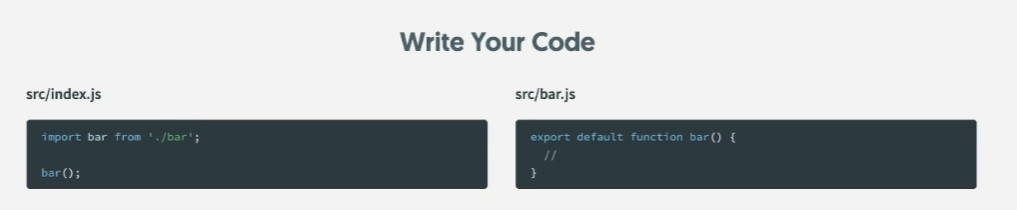 Write Your Code
src/index.js
import bar from './bar';
bar();
src/bar.js
export default function bar() {
  //
}